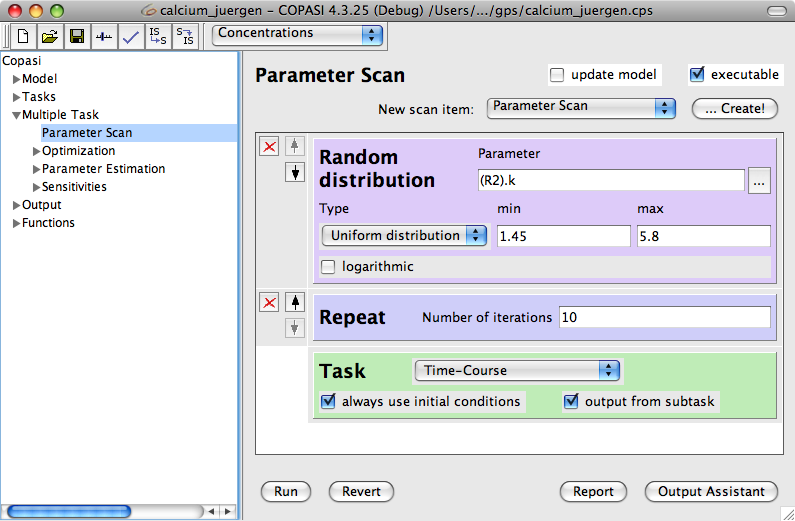 calcium_juergen - COPASI 4.3.25 (Debug) /Users/.../gps/calcium_juergen.cps
IS S S IS
Concentrations
Copasi
Model
Tasks
Multiple Task
Parameter Scan
Optimization
Parameter Estimation
Sensitivities
Output
Functions
Parameter Scan
update model
executable
New scan item:
Parameter Scan
... Create!
Random
distribution
Parameter
(R2).k
...
Type
min
max
Uniform distribution
1.45
5.8
logarithmic
Repeat
Number of iterations
10
Task
Time-Course
always use initial conditions
output from subtask
Run
Revert
Report
Output Assistant